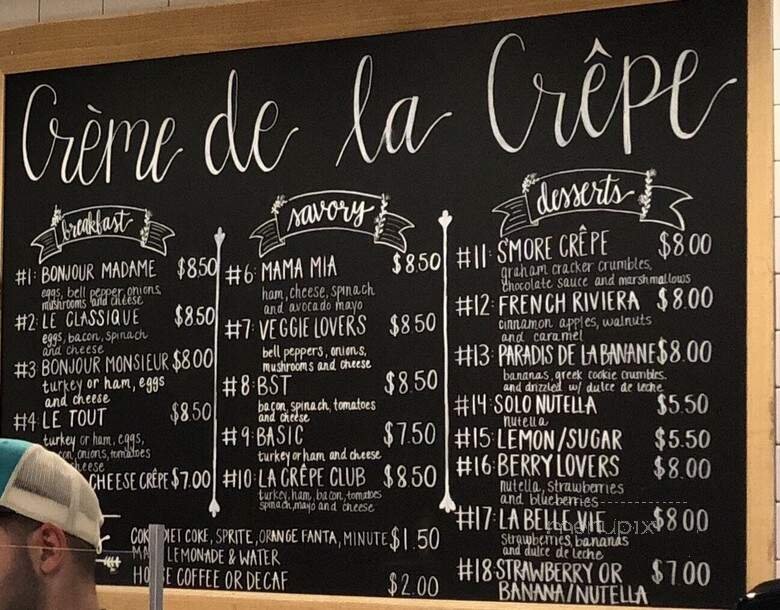 Crème de la Crêpe
breakfast
#1: BONJOUR MADAME $8.50
eggs, bell pepper, onions,
mushrooms and cheese
#2: LE CLASSIQUE $8.50
eggs, bacon, spinach
and cheese
#3 BONJOUR MONSIEUR $8.00
turkey or ham, eggs
and cheese
#4 LE TOUT $8.50
turkey or ham, eggs,
onions, tomatoes
cheese
CHEESE CRÊPE $7.00
savory
#6: MAMA MIA $8.50
ham, cheese, spinach
and avocado mayo
#7: VEGGIE LOVERS $8.50
bell peppers, onions,
mushrooms and cheese
#8: BST $8.50
bacon, spinach, tomatoes
and cheese
#9: BASIC $7.50
turkey or ham and cheese
#10: LA CRÊPE CLUB $8.50
turkey, ham, bacon, tomatoes
spinach, mayo and cheese
desserts
#11: S'MORE CRÊPE $8.00
graham cracker crumbles,
chocolate sauce and marshmallows
#12: FRENCH RIVIERA $8.00
cinnamon apples, walnuts
and caramel
#13: PARADIS DE LA BANANE $8.00
bananas, greek cookie crumbles
and drizzled w/ dulce de leche
#14 SOLO NUTELLA $5.50
nutella
#15: LEMON/SUGAR $5.50
#16: BERRY LOVERS $8.00
nutella, strawberries
and blueberries
#17: LA BELLE VIE $8.00
strawberries, bananas
and dulce de leche
#18: STRAWBERRY OR $7.00
BANANA/NUTELLA
DIET COKE, SPRITE, ORANGE FANTA, MINUTE $1.50
LEMONADE & WATER
COFFEE OR DECAF $2.00
menupix